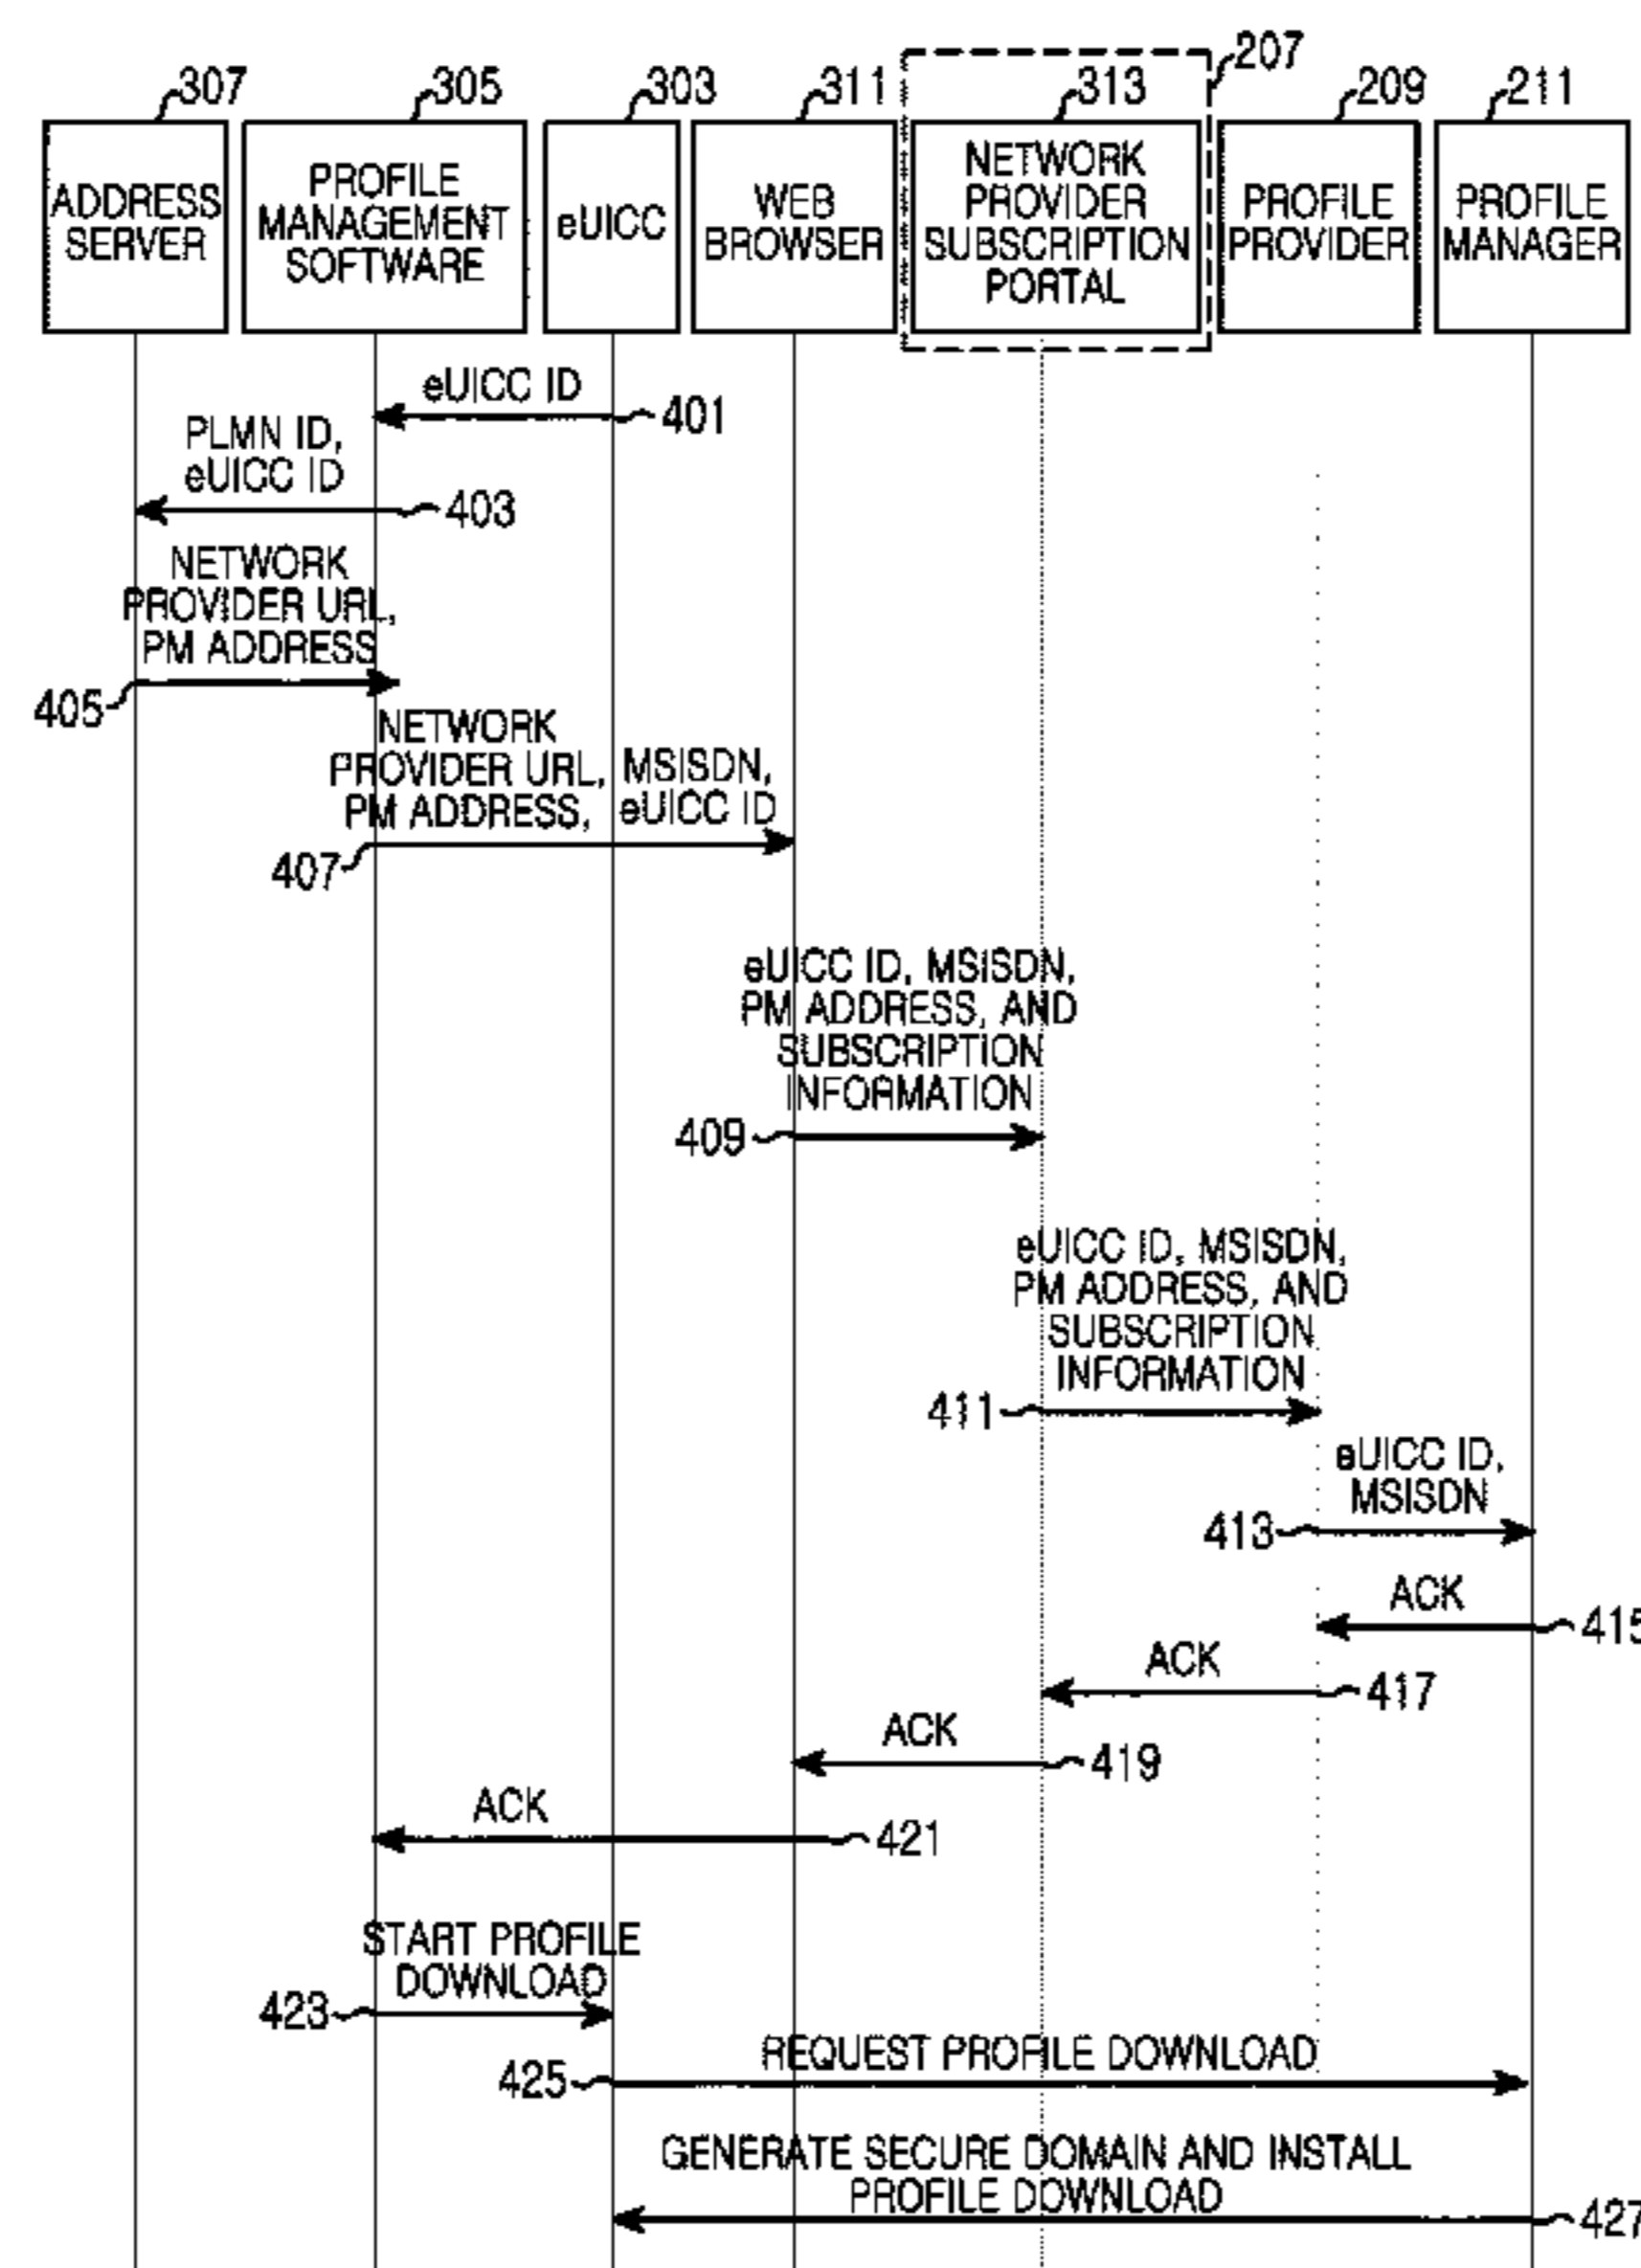 207
307
305
303
311
313
209
211
ADDRESS
SERVER
PROFILE
MANAGEMENT
SOFTWARE
eUICC
WEB
BROWSER
NETWORK
PROVIDER
SUBSCRIPTION
PORTAL
PROFILE
PROVIDER
PROFILE
MANAGER
eUICC ID
401
PLMN ID,
eUICC ID
403
NETWORK
PROVIDER URL,
PM ADDRESS
405
NETWORK
PROVIDER URL, MSISDN,
PM ADDRESS, eUICC ID
407
eUICC ID, MSISDN,
PM ADDRESS, AND
SUBSCRIPTION
INFORMATION
409
eUICC ID, MSISDN,
PM ADDRESS, AND
SUBSCRIPTION
INFORMATION
411
eUICC ID,
MSISDN
413
ACK
415
ACK
417
ACK
419
ACK
421
START PROFILE
DOWNLOAD
423
REQUEST PROFILE DOWNLOAD
425
GENERATE SECURE DOMAIN AND INSTALL
PROFILE DOWNLOAD
427